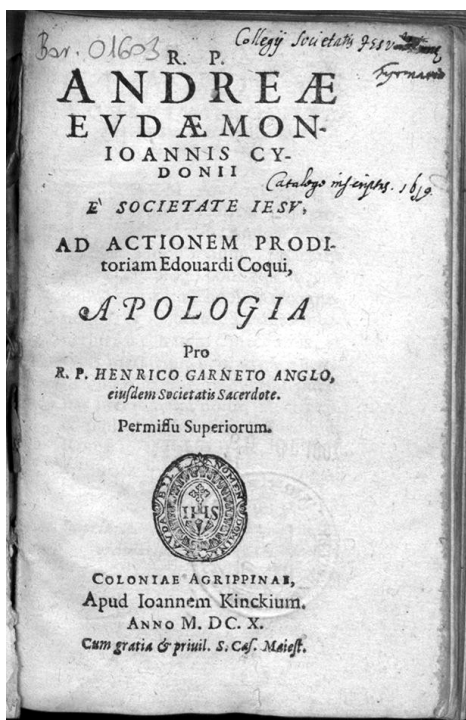 Bar. 01603
Collegij Societatis Jesu
R. P.
ANDREÆ
EVDÆMON-
IOANNIS CY-
DONII
Catalogo inscriptus. 1619.
E SOCIETATE IESV,
AD ACTIONEM PRODI-
toriam Edouardi Coqui,
APOLOGIA
Pro
R. P. HENRICO GARNETO ANGLO,
eiuſdem Societatis Sacerdote.
Permiſſu Superiorum.
IHS
COLONIAE AGRIPPINAE,
Apud Ioannem Kinckium.
ANNO M. DC. X.
Cum gratia & priuil. S. Cæſ. Maieſt.